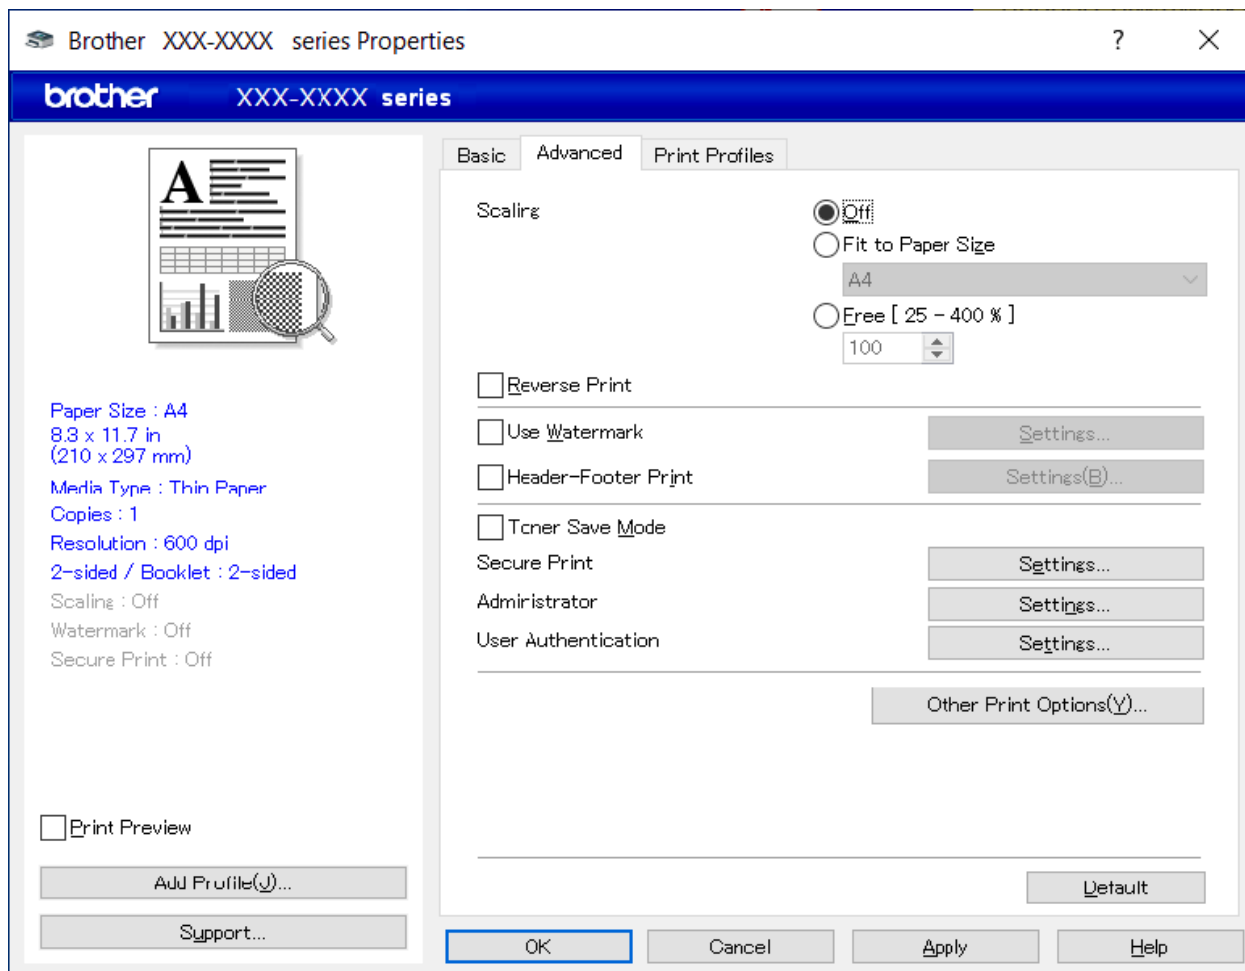 Brother XXX-XXXX series Properties
?
brother XXX-XXXX series
A
Paper Size : A4
8.3 x 11.7 in
(210 x 297 mm)
Media Type : Thin Paper
Copies : 1
Resolution : 600 dpi
2-sided / Booklet : 2-sided
Scaling : Off
Watermark : Off
Secure Print : Off
Print Preview
Add Profile(J)...
Support...
Basic Advanced Print Profiles
Scaling Off
Fit to Paper Size
A4
Free [ 25 - 400 % ]
100
Reverse Print
Use Watermark Settings...
Header-Footer Print Settings(B)...
Toner Save Mode
Secure Print Settings...
Administrator Settings...
User Authentication Settings...
Other Print Options(Y)...
Default
OK Cancel Apply Help